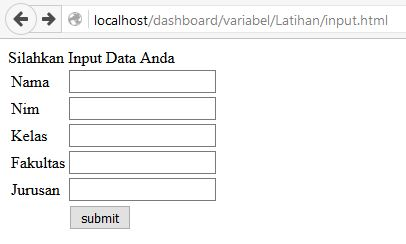 localhost/dashboard/variabel/Latihan/input.html
Silahkan Input Data Anda
Nama
Nim
Kelas
Fakultas
Jurusan
submit